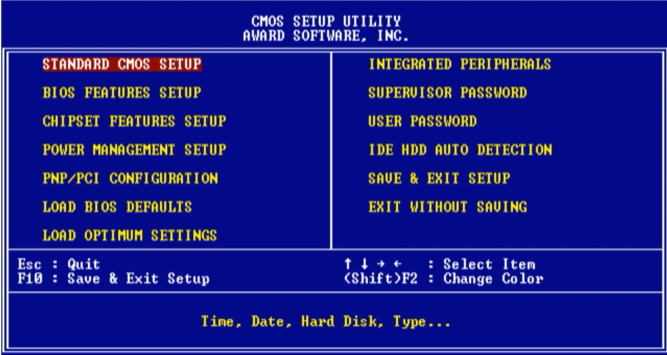 CMOS SETUP UTILITY
AWARD SOFTWARE, INC.
STANDARD CMOS SETUP
BIOS FEATURES SETUP
CHIPSET FEATURES SETUP
POWER MANAGEMENT SETUP
PNP/PCI CONFIGURATION
LOAD BIOS DEFAULTS
LOAD OPTIMUM SETTINGS
INTEGRATED PERIPHERALS
SUPERVISOR PASSWORD
USER PASSWORD
IDE HDD AUTO DETECTION
SAVE & EXIT SETUP
EXIT WITHOUT SAVING
Esc : Quit
F10 : Save & Exit Setup
↑ ↓ → ← : Select Item
(Shift)F2 : Change Color
Time, Date, Hard Disk, Type...